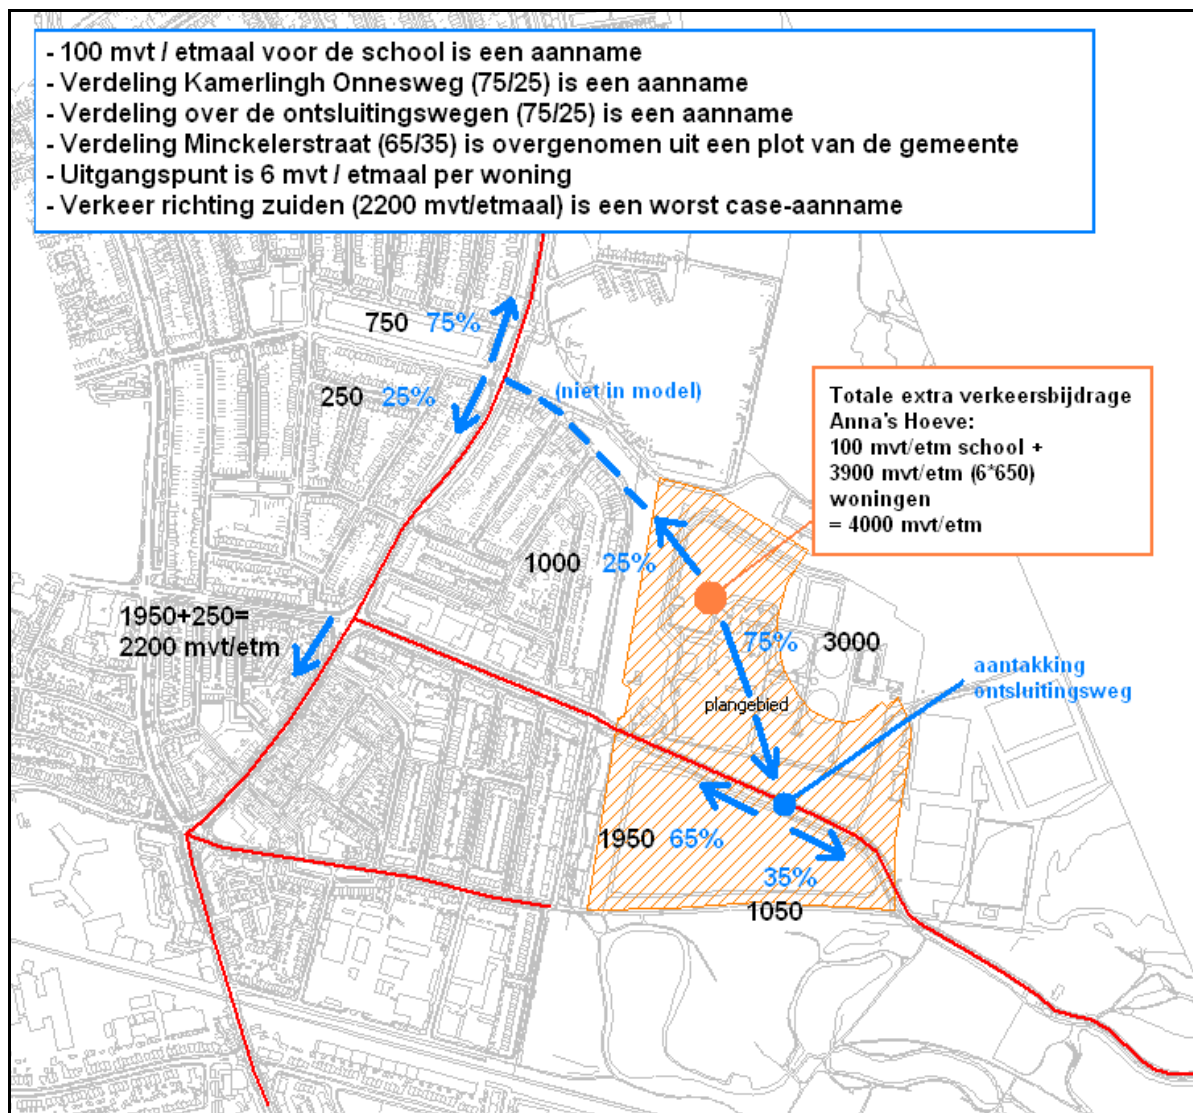 - 100 mvt / etmaal voor de school is een aanname
- Verdeling Kamerlingh Onnesweg (75/25) is een aanname
- Verdeling over de ontsluitingswegen (75/25) is een aanname
- Verdeling Minckelerstraat (65/35) is overgenomen uit een plot van de gemeente
- Uitgangspunt is 6 mvt / etmaal per woning
- Verkeer richting zuiden (2200 mvt/etmaal) is een worst case-aanname
750 75%
250 25%
(niet in model)
Totale extra verkeersbijdrage
Anna's Hoeve:
100 mvt/etm school +
3900 mvt/etm (6*650)
woningen
= 4000 mvt/etm
1000 25%
1950+250=
2200 mvt/etm
75% 3000
aantakking
ontsluitingsweg
plangebied
1950 65%
35%
1050